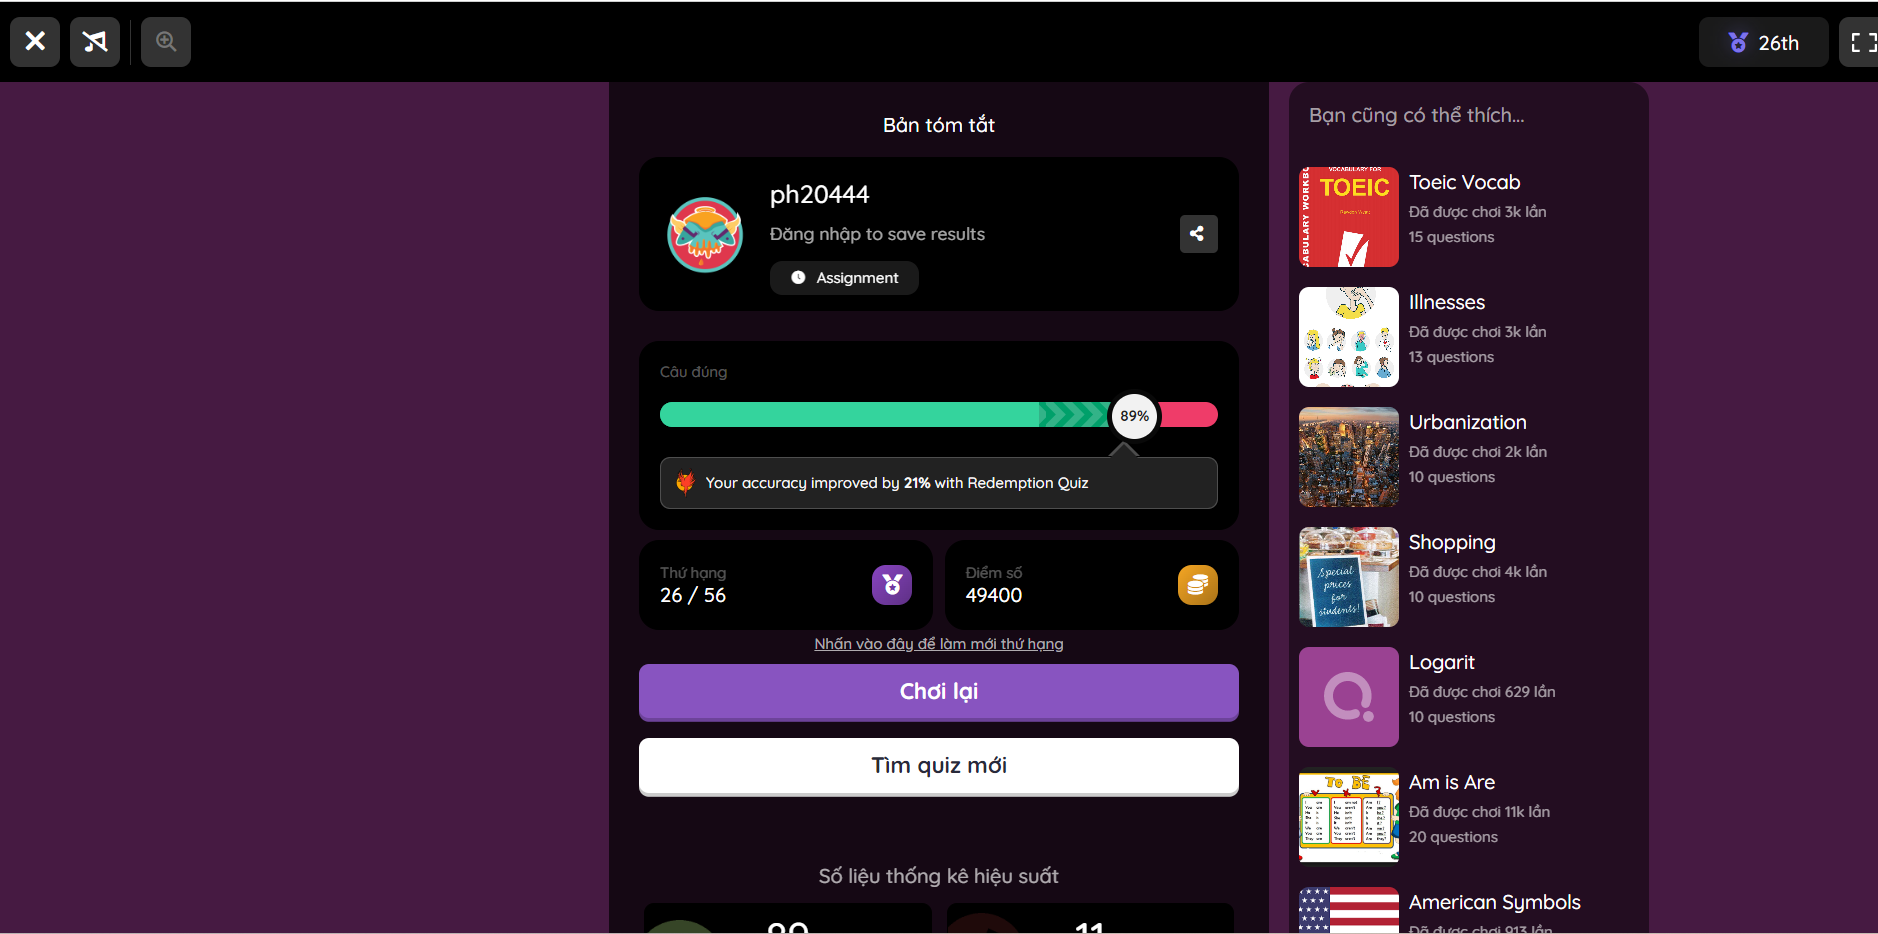 26th
Bản tóm tắt
ph20444
Đăng nhập to save results
Assignment
Câu đúng
89%
Your accuracy improved by 21% with Redemption Quiz
Thứ hạng
26 / 56
Điểm số
49400
Nhấn vào đây để làm mới thứ hạng
Chơi lại
Tìm quiz mới
Số liệu thống kê hiệu suất
11
Bạn cũng có thể thích...
VOCABULARY FOR
TOEIC
Toeic Vocab
Đã được chơi 3k lần
15 questions
Illnesses
Đã được chơi 3k lần
13 questions
Urbanization
Đã được chơi 2k lần
10 questions
Special
prices
for
students!
Shopping
Đã được chơi 4k lần
10 questions
Logarit
Đã được chơi 629 lần
10 questions
TO BE
Am is Are
Đã được chơi 11k lần
20 questions
American Symbols
Đã được chơi 913 lần